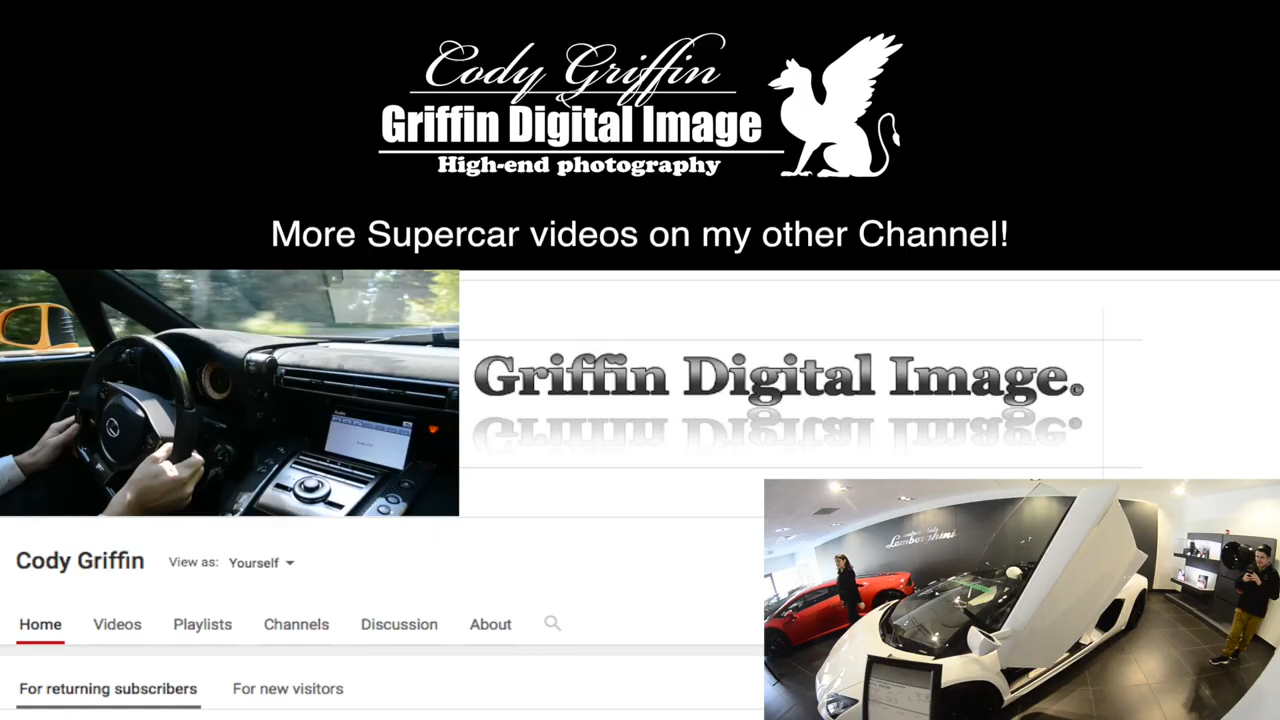 Cody Griffin
Griffin Digital Image
High-end photography
More Supercar videos on my other Channel!
Griffin Digital Image.©
Automobili
Lamborghini
Cody Griffin View as: Yourself
Home Videos Playlists Channels Discussion About
For returning subscribers For new visitors